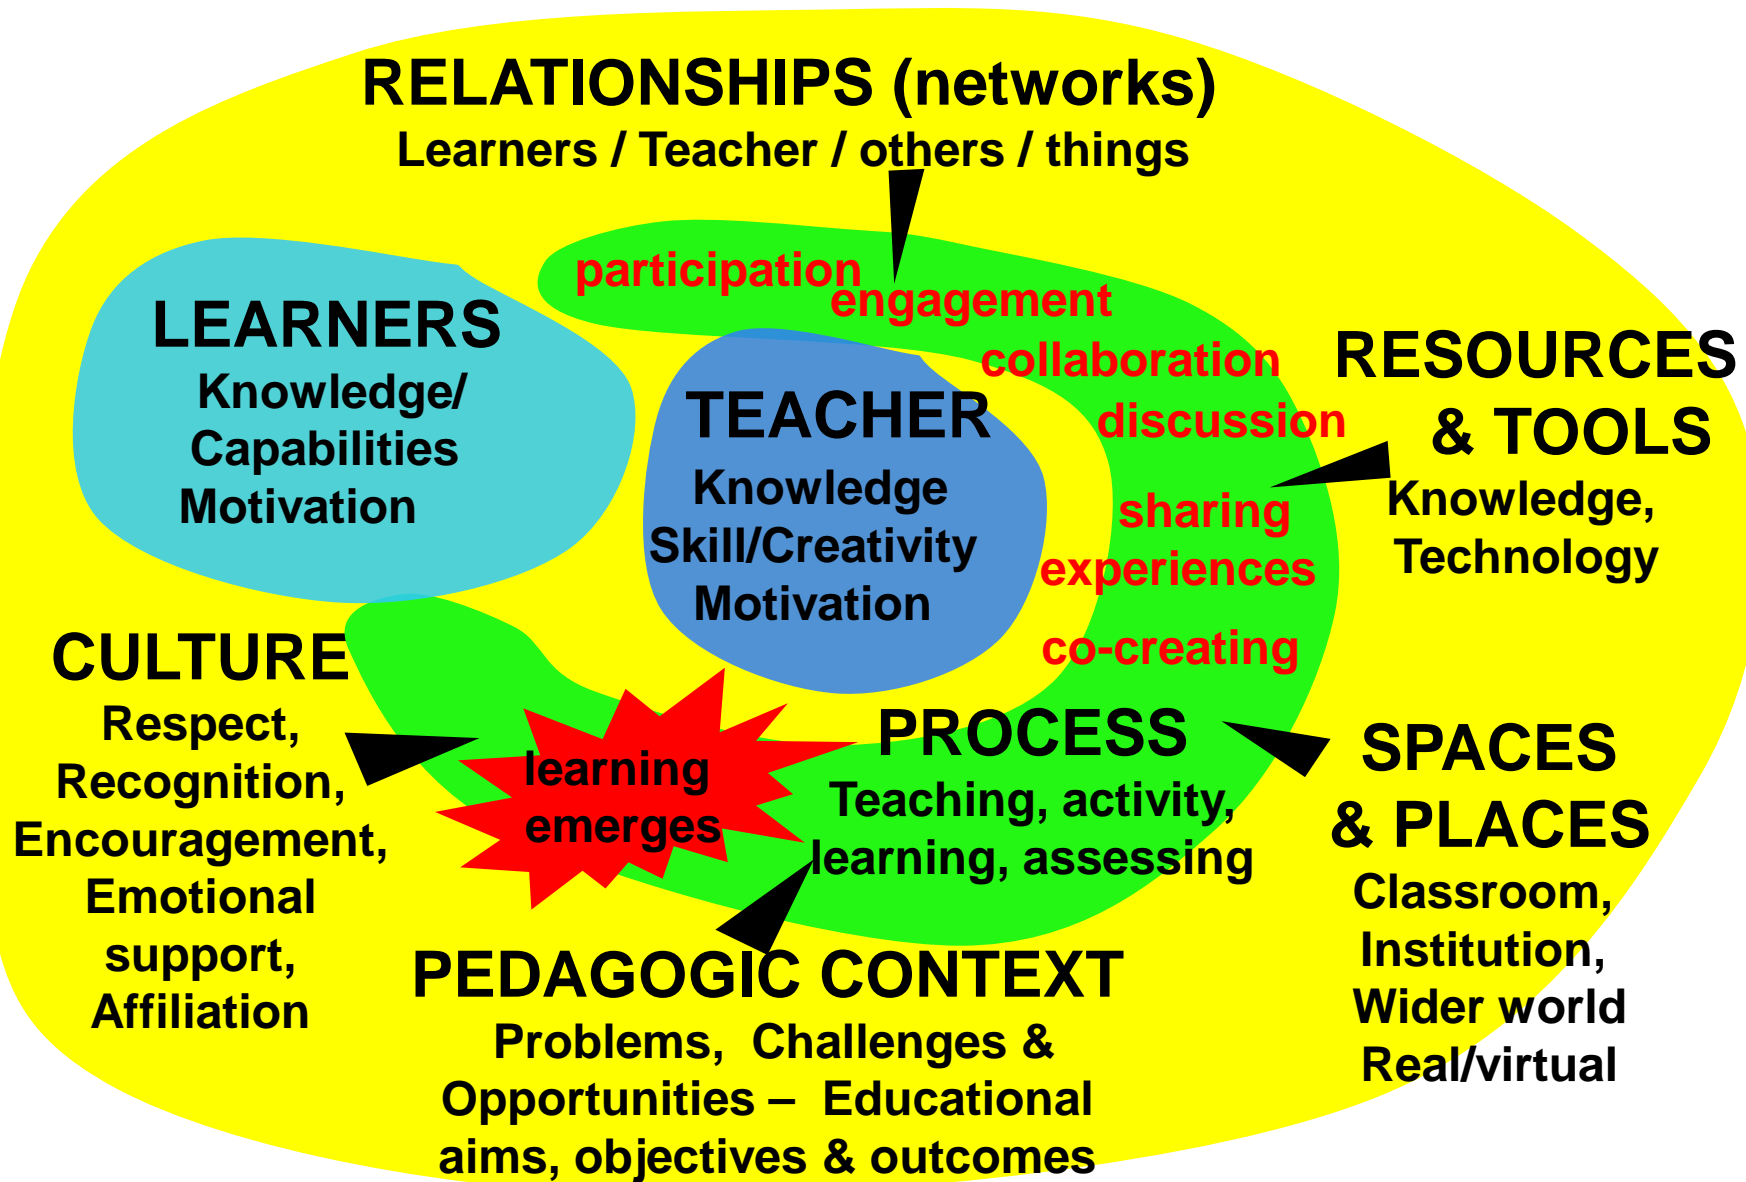 RELATIONSHIPS (networks)
Learners / Teacher / others / things
LEARNERS
Knowledge/
Capabilities
Motivation
TEACHER
Knowledge
Skill/Creativity
Motivation
participation
engagement
collaboration
discussion
sharing
experiences
co-creating
RESOURCES
& TOOLS
Knowledge,
Technology
CULTURE
Respect,
Recognition,
Encouragement,
Emotional
support,
Affiliation
learning
emerges
PROCESS
Teaching, activity,
learning, assessing
SPACES
& PLACES
Classroom,
Institution,
Wider world
Real/virtual
PEDAGOGIC CONTEXT
Problems,  Challenges &
Opportunities –  Educational
aims, objectives & outcomes